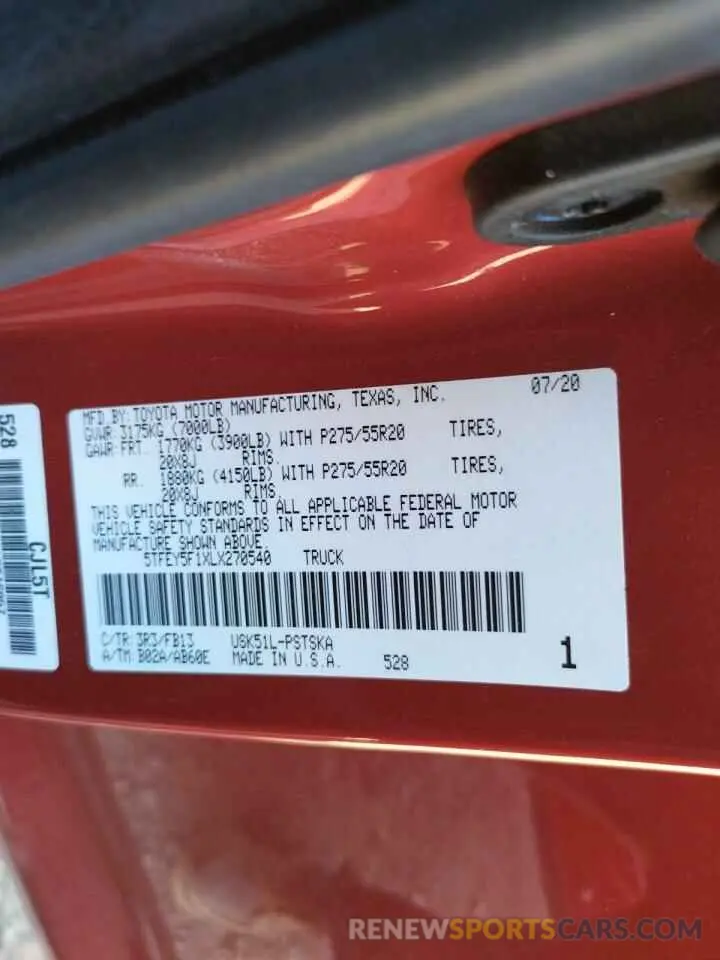 MFD. BY: TOYOTA MOTOR MANUFACTURING, TEXAS, INC. 07/20
GVWR 3175KG (7000LB)
GAWR FRT. 1770KG (3900LB) WITH P275/55R20 TIRES,
20X8J RIMS,
RR. 1880KG (4150LB) WITH P275/55R20 TIRES,
20X8J RIMS,
THIS VEHICLE CONFORMS TO ALL APPLICABLE FEDERAL MOTOR
VEHICLE SAFETY STANDARDS IN EFFECT ON THE DATE OF
MANUFACTURE SHOWN ABOVE.
5TFEY5F1XLX270540 TRUCK
C/TR: 3R3/FB13 USK51L-PSTSKA
A/TM: B02A/AB60E MADE IN U.S.A. 528 1
528
CJL5T
RENEWSPORTSCARS.COM